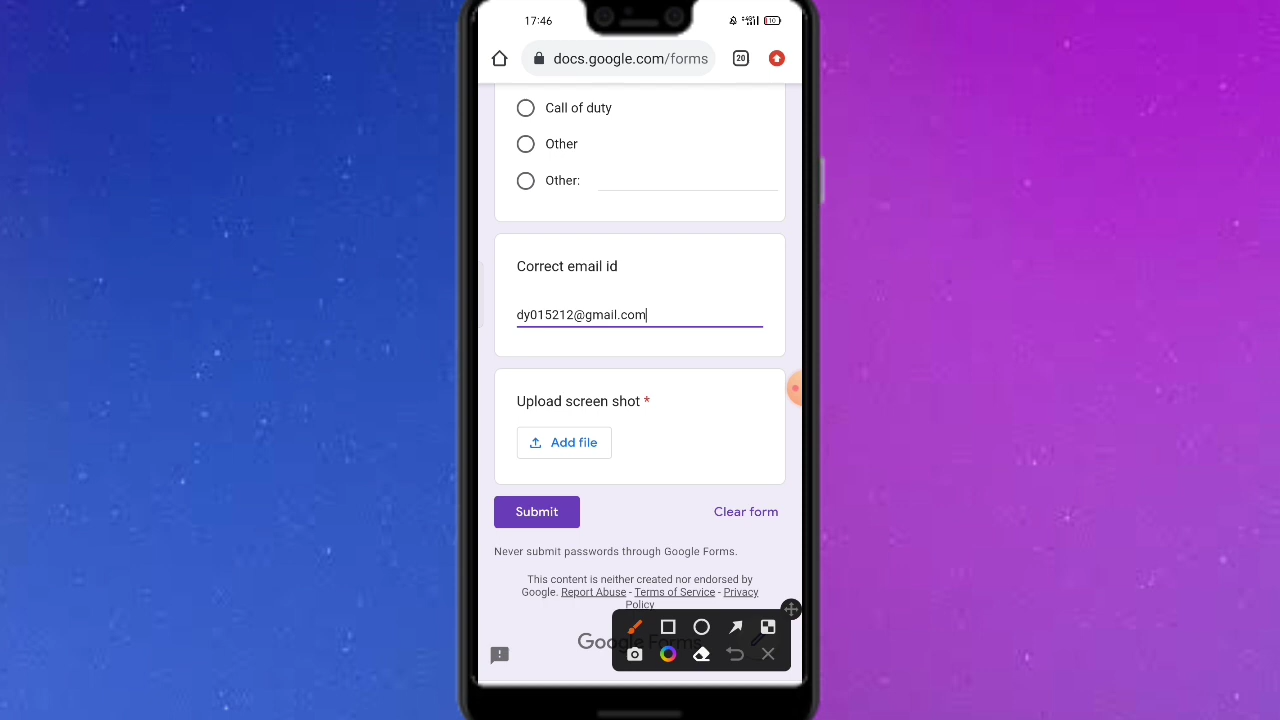 17:46
docs.google.com/forms
20
Call of duty
Other
Other:
Correct email id
dy015212@gmail.com
Upload screen shot *
Add file
Submit
Clear form
Never submit passwords through Google Forms.
This content is neither created nor endorsed by
Google. Report Abuse - Terms of Service - Privacy
Policy
Google Forms